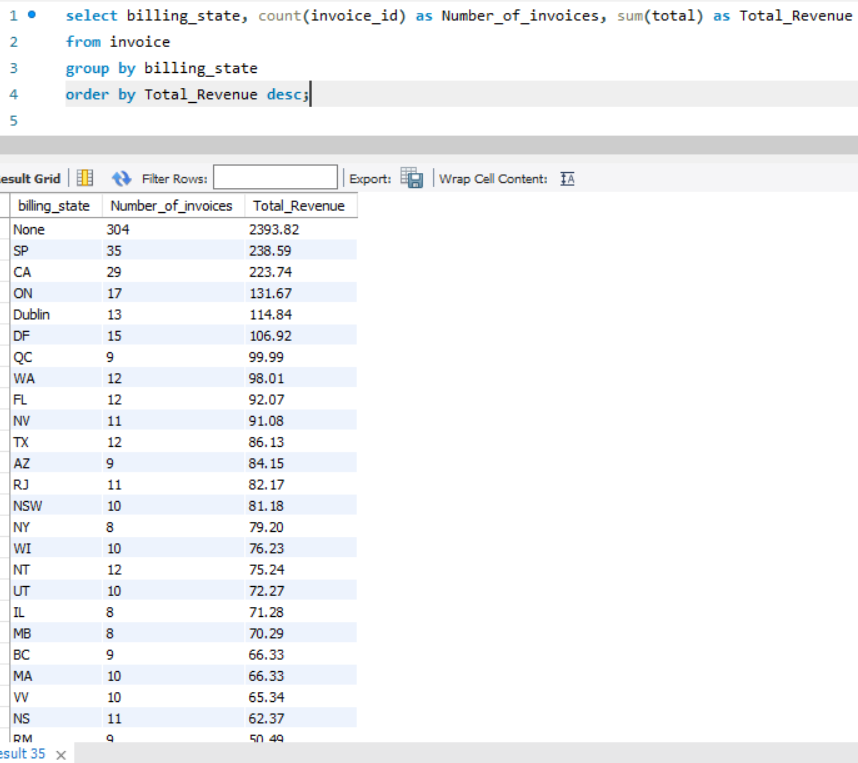 1 select billing_state, count(invoice_id) as Number_of_invoices, sum(total) as Total_Revenue
2 from invoice
3 group by billing_state
4 order by Total_Revenue desc;
5
esult Grid Filter Rows: Export: Wrap Cell Content: IA
billing_state Number_of_invoices Total_Revenue
None 304 2393.82
SP 35 238.59
CA 29 223.74
ON 17 131.67
Dublin 13 114.84
DF 15 106.92
QC 9 99.99
WA 12 98.01
FL 12 92.07
NV 11 91.08
TX 12 86.13
AZ 9 84.15
RJ 11 82.17
NSW 10 81.18
NY 8 79.20
WI 10 76.23
NT 12 75.24
UT 10 72.27
IL 8 71.28
MB 8 70.29
BC 9 66.33
MA 10 66.33
VV 10 65.34
NS 11 62.37
RM 9 50.49
esult 35